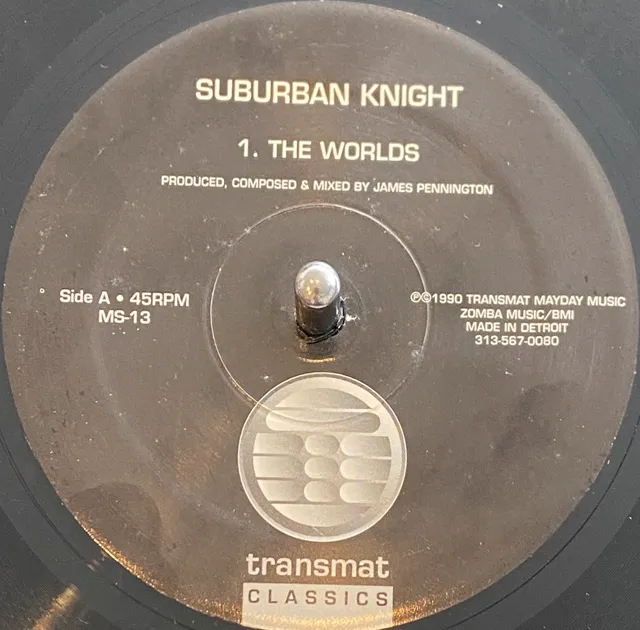 SUBURBAN KNIGHT
1. THE WORLDS
PRODUCED, COMPOSED & MIXED BY JAMES PENNINGTON
Side A • 45RPM
MS-13
℗©1990 TRANSMAT MAYDAY MUSIC
ZOMBA MUSIC/BMI
MADE IN DETROIT
313-567-0080
transmat
CLASSICS